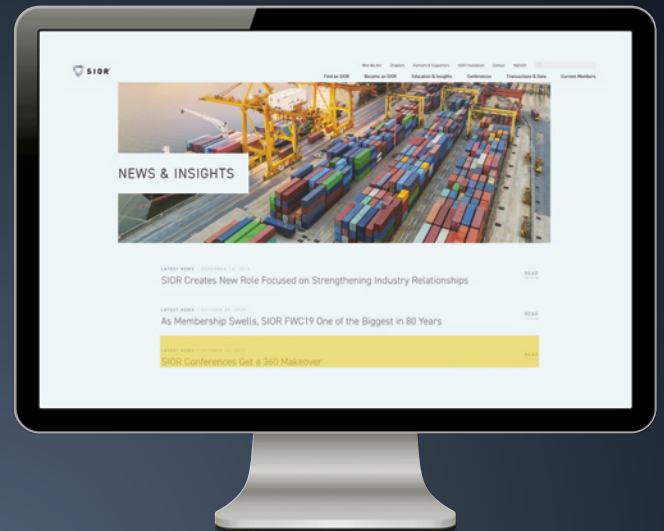 SIOR
Who We Are Chapters Partners & Supporters SIOR Foundation Contact MySIOR
Find an SIOR Become an SIOR Education & Insights Conferences Transactions & Data Current Members
NEWS & INSIGHTS
LATEST NEWS
READ
SIOR Creates New Role Focused on Strengthening Industry Relationships
LATEST NEWS
READ
As Membership Swells, SIOR FWC19 One of the Biggest in 80 Years
LATEST NEWS
READ
SIOR Conferences Get a 360 Makeover